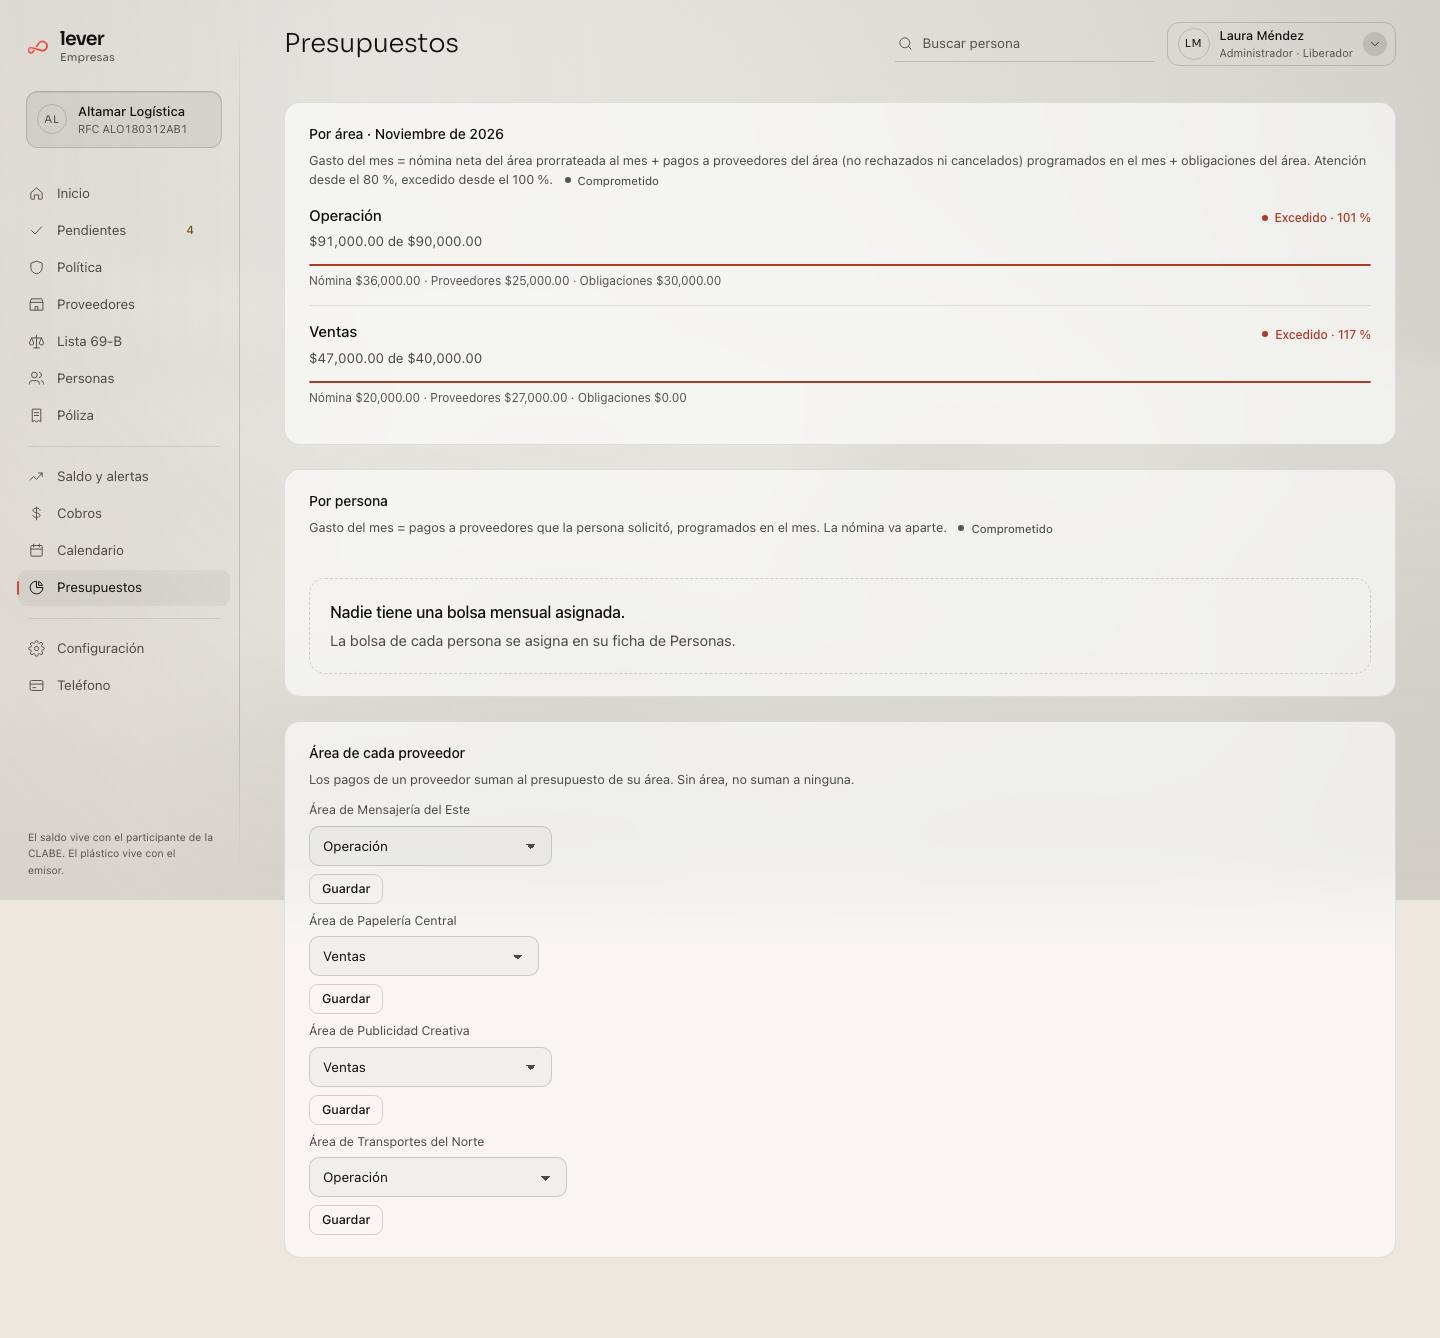 lever
Empresas
AL
Altamar Logística
RFC ALO180312AB1
Inicio
Pendientes 4
Política
Proveedores
Lista 69-B
Personas
Póliza
Saldo y alertas
Cobros
Calendario
Presupuestos
Configuración
Teléfono
El saldo vive con el participante de la
CLABE. El plástico vive con el
emisor.
Presupuestos
Buscar persona
LM
Laura Méndez
Administrador · Liberador
Por área · Noviembre de 2026
Gasto del mes = nómina neta del área prorrateada al mes + pagos a proveedores del área (no rechazados ni cancelados) programados en el mes + obligaciones del área. Atención
desde el 80 %, excedido desde el 100 %. Comprometido
Operación
Excedido · 101 %
$91,000.00 de $90,000.00
Nómina $36,000.00 · Proveedores $25,000.00 · Obligaciones $30,000.00
Ventas
Excedido · 117 %
$47,000.00 de $40,000.00
Nómina $20,000.00 · Proveedores $27,000.00 · Obligaciones $0.00
Por persona
Gasto del mes = pagos a proveedores que la persona solicitó, programados en el mes. La nómina va aparte. Comprometido
Nadie tiene una bolsa mensual asignada.
La bolsa de cada persona se asigna en su ficha de Personas.
Área de cada proveedor
Los pagos de un proveedor suman al presupuesto de su área. Sin área, no suman a ninguna.
Área de Mensajería del Este
Operación
Guardar
Área de Papelería Central
Ventas
Guardar
Área de Publicidad Creativa
Ventas
Guardar
Área de Transportes del Norte
Operación
Guardar